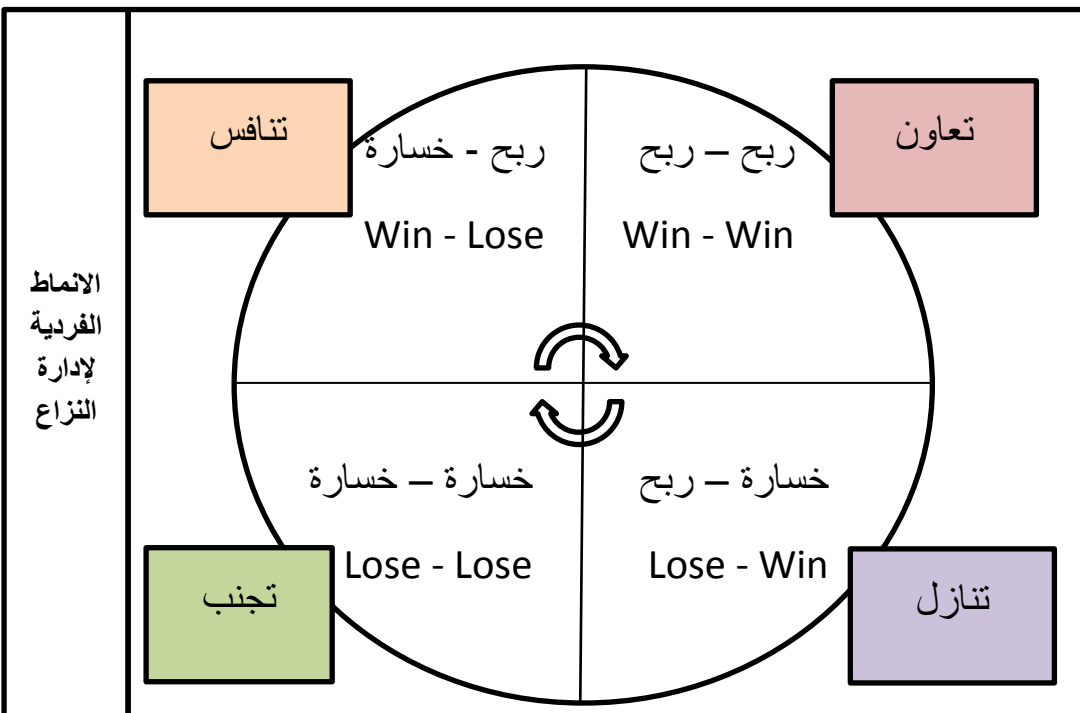 الانماط
الفردية
لإدارة
النزاع
تعاون
تنافس
ربح – ربح
Win - Win
ربح - خسارة
Win - Lose
خسارة – ربح
Lose - Win
خسارة – خسارة
Lose - Lose
تنازل
تجنب